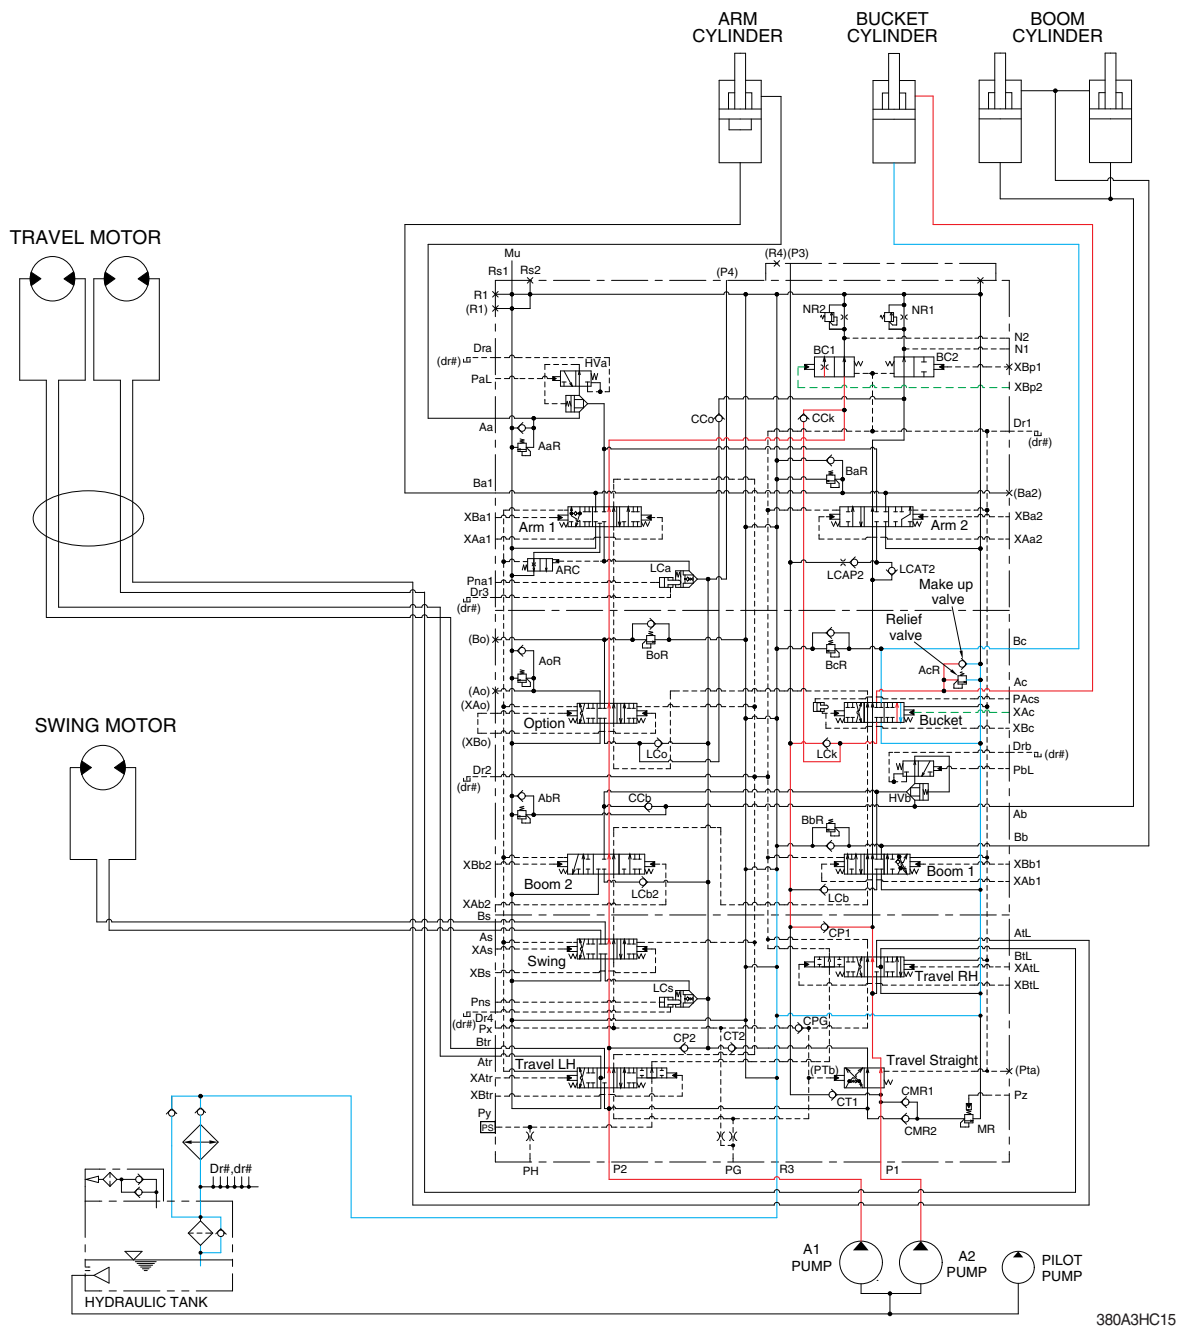 ARM
CYLINDER
BUCKET
CYLINDER
BOOM
CYLINDER
TRAVEL MOTOR
Mu
(R4)(P3)
Rs1
Rs2
(P4)
R1
(R1)
NR2
NR1
N2
N1
Dra
(dr#)
HVa
BC1
BC2
XBp1
PaL
XBp2
CCo
CCk
Dr1
(dr#)
Aa
AaR
BaR
Ba1
(Ba2)
XBa1
Arm 1
Arm 2
XBa2
XAa1
XAa2
ARC
LCa
LCAP2
LCAT2
Pna1
Dr3
(dr#)
Make up
valve
Relief
valve
(Bo)
BoR
BcR
Bc
AoR
AcR
Ac
(Ao)
PAcs
(XAo)
XAc
SWING MOTOR
Option
Bucket
XBc
(XBo)
LCo
LCk
Drb
(dr#)
Dr2
(dr#)
PbL
HVb
AbR
CCb
Ab
BbR
Bb
XBb2
Boom 2
Boom 1
XBb1
LCb2
XAb1
XAb2
LCb
Bs
As
CP1
AtL
XAs
Swing
BtL
XBs
Travel RH
XAtL
LCs
XBtL
Pns
Dr4
(dr#)
Px
CPG
Btr
CP2
CT2
Atr
Travel LH
(PTb)
Travel Straight
XAtr
(Pta)
XBtr
CMR1
Pz
CT1
Py
PS
CMR2
MR
PH
P2
PG
R3
P1
Dr#,dr#
A1
PUMP
A2
PUMP
PILOT
PUMP
HYDRAULIC TANK
380A3HC15